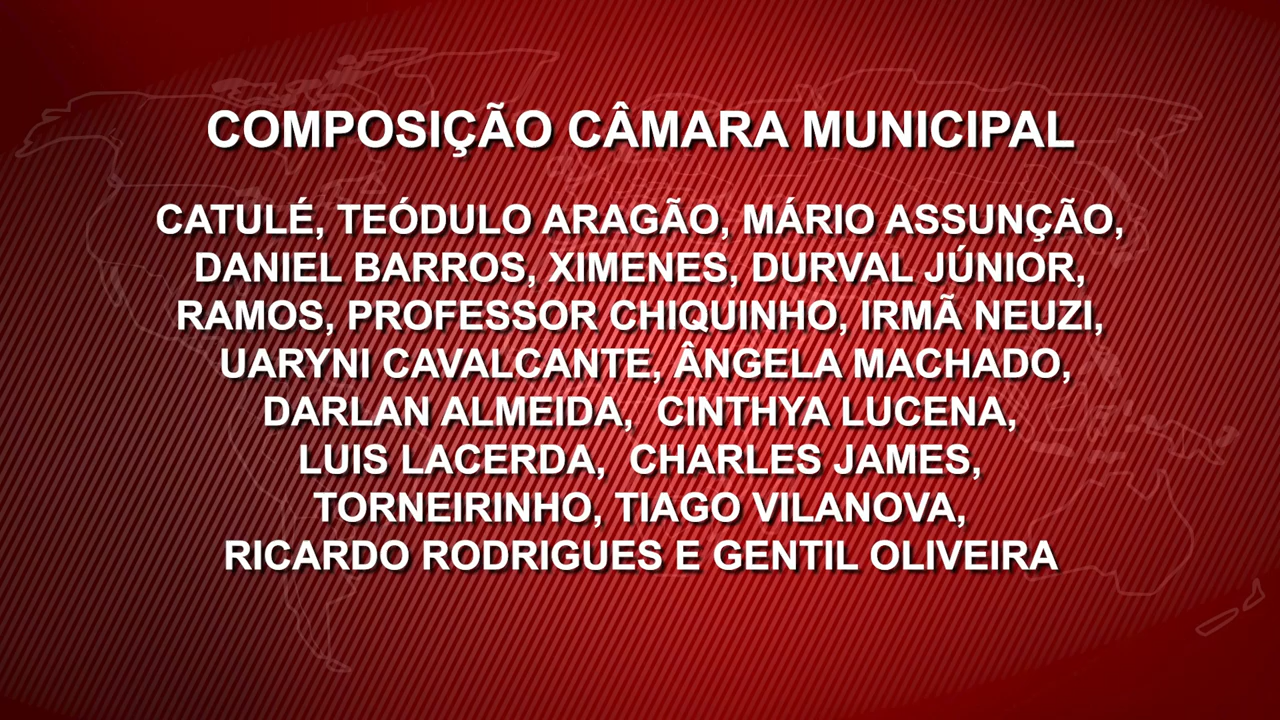 COMPOSIÇÃO CÂMARA MUNICIPAL
CATULÉ, TEÓDULO ARAGÃO, MÁRIO ASSUNÇÃO,
DANIEL BARROS, XIMENES, DURVAL JÚNIOR,
RAMOS, PROFESSOR CHIQUINHO, IRMÃ NEUZI,
UARYNI CAVALCANTE, ÂNGELA MACHADO,
DARLAN ALMEIDA, CINTHYA LUCENA,
LUIS LACERDA, CHARLES JAMES,
TORNEIRINHO, TIAGO VILANOVA,
RICARDO RODRIGUES E GENTIL OLIVEIRA